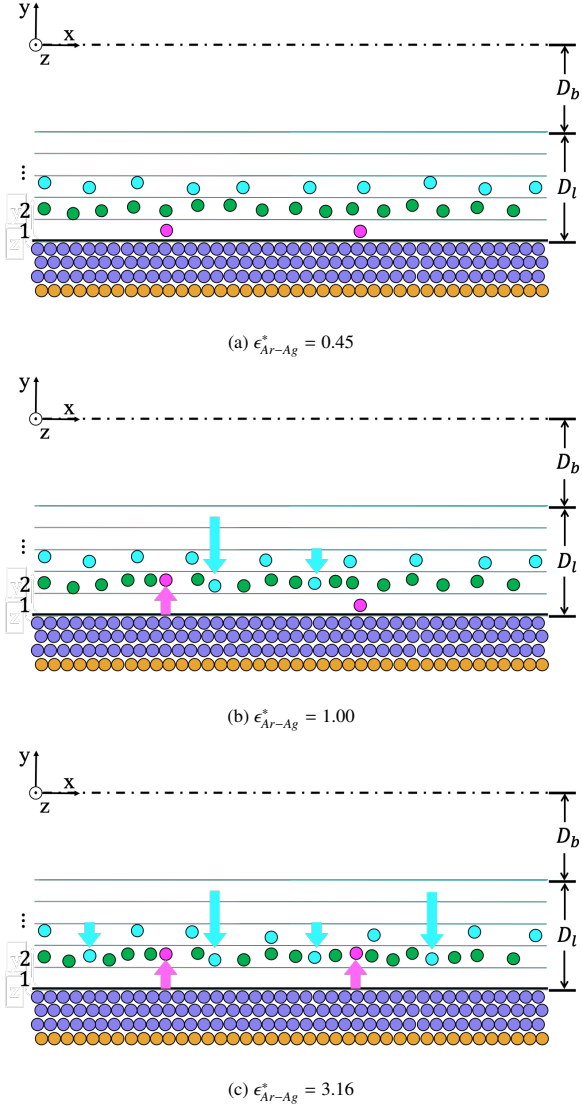 y
x
z
D_b
D_l
⋮
2
1
(a) ϵ*_{Ar−Ag} = 0.45
y
x
z
D_b
D_l
⋮
2
1
(b) ϵ*_{Ar−Ag} = 1.00
y
x
z
D_b
D_l
⋮
2
1
(c) ϵ*_{Ar−Ag} = 3.16